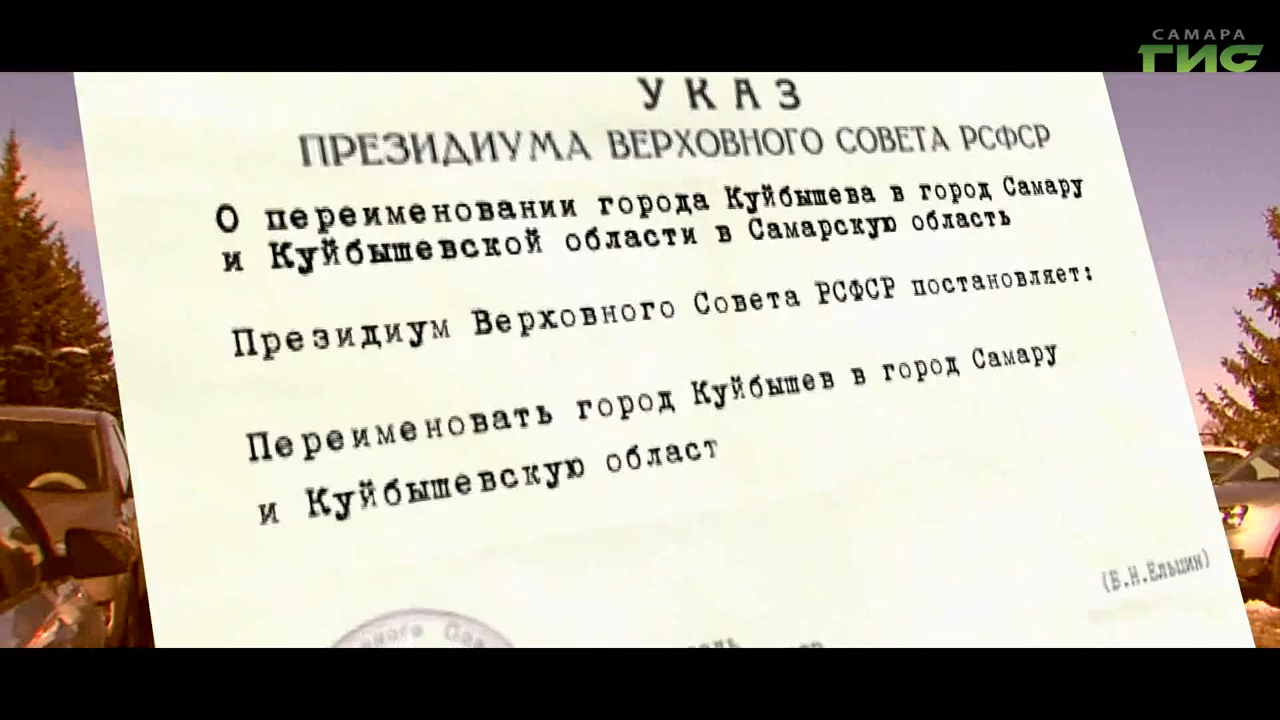 САМАРА
ГИС
УКАЗ
ПРЕЗИДИУМА ВЕРХОВНОГО СОВЕТА РСФСР
О переименовании города Куйбышева в город Самару
и Куйбышевской области в Самарскую область
Президиум Верховного Совета РСФСР постановляет:
Переименовать город Куйбышев в город Самару
и Куйбышевскую област
(Б.Н.Ельцин)